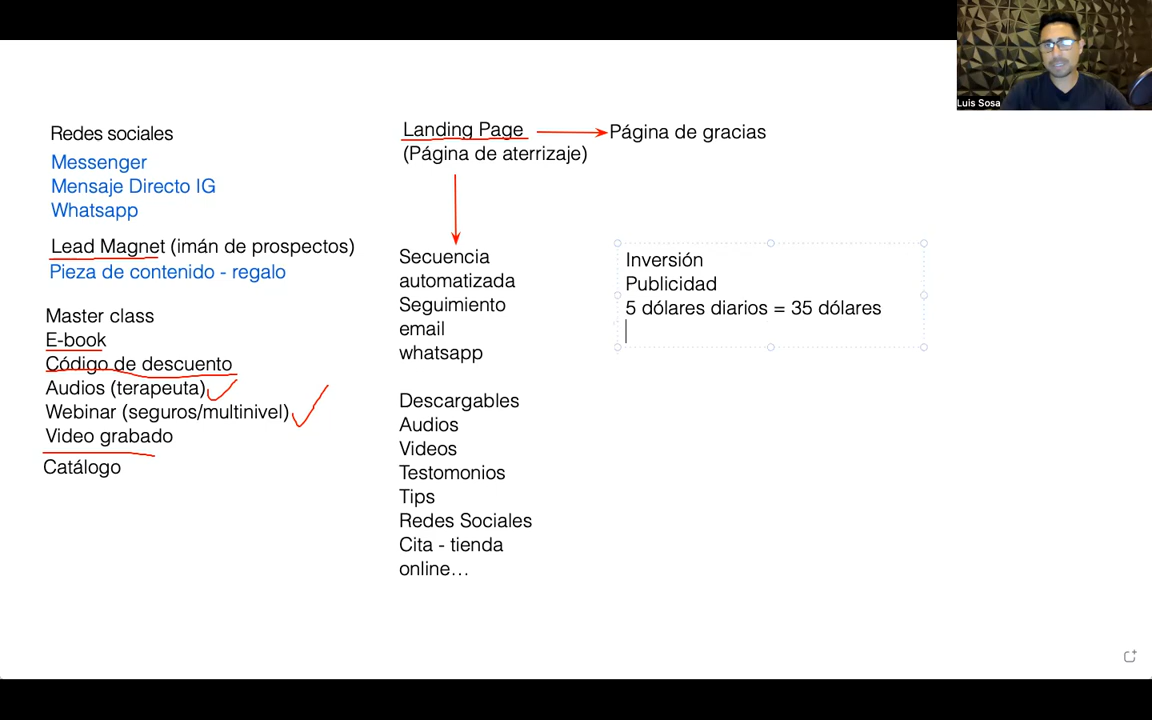 Luis Sosa
Redes sociales
Messenger
Mensaje Directo IG
Whatsapp
Lead Magnet (imán de prospectos)
Pieza de contenido - regalo
Master class
E-book
Código de descuento
Audios (terapeuta)
Webinar (seguros/multinivel)
Video grabado
Catálogo
Landing Page
(Página de aterrizaje)
Página de gracias
Secuencia
automatizada
Seguimiento
email
whatsapp
Descargables
Audios
Videos
Testomonios
Tips
Redes Sociales
Cita - tienda
online…
Inversión
Publicidad
5 dólares diarios = 35 dólares